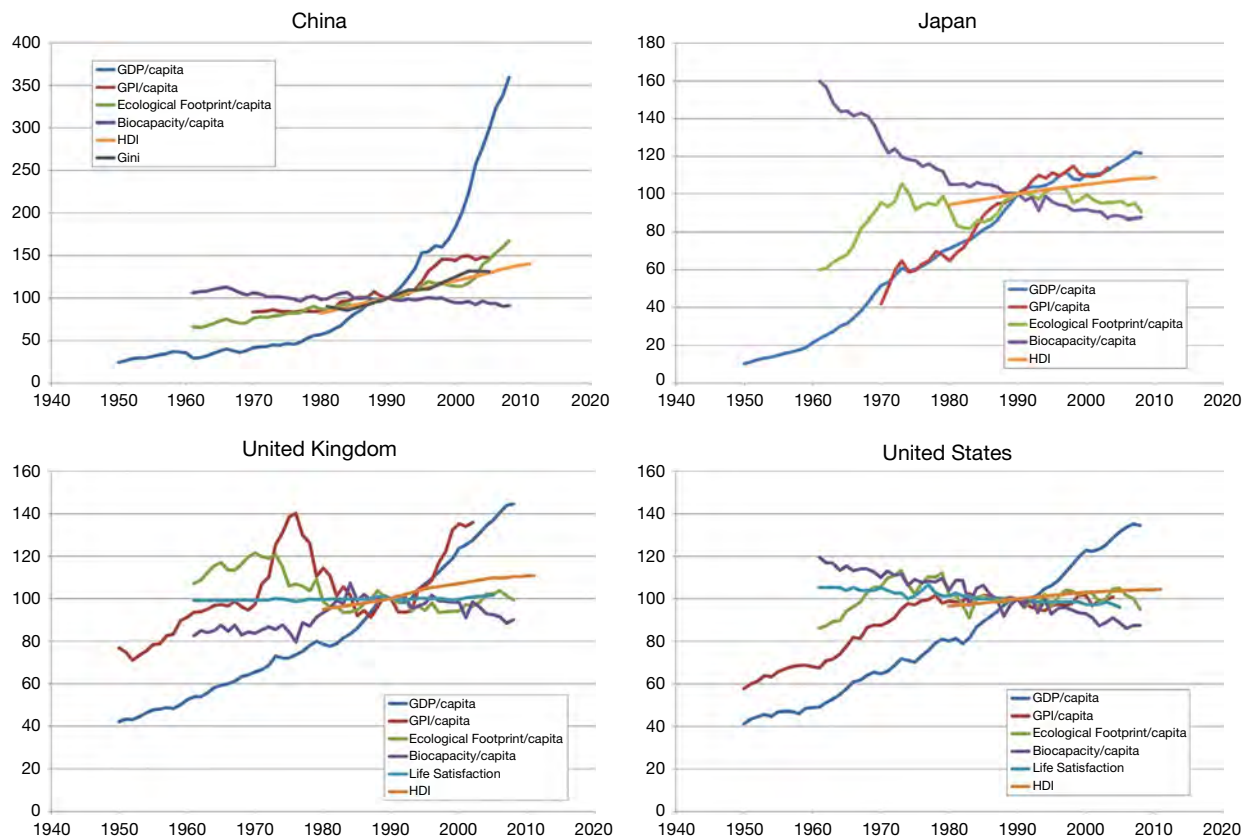 China
400
350
300
250
200
150
100
50
0
1940 1950 1960 1970 1980 1990 2000 2010 2020
GDP/capita
GPI/capita
Ecological Footprint/capita
Biocapacity/capita
HDI
Gini
Japan
180
160
140
120
100
80
60
40
20
0
1940 1950 1960 1970 1980 1990 2000 2010 2020
GDP/capita
GPI/capita
Ecological Footprint/capita
Biocapacity/capita
HDI
United Kingdom
160
140
120
100
80
60
40
20
0
1940 1950 1960 1970 1980 1990 2000 2010 2020
GDP/capita
GPI/capita
Ecological Footprint/capita
Biocapacity/capita
Life Satisfaction
HDI
United States
160
140
120
100
80
60
40
20
0
1940 1950 1960 1970 1980 1990 2000 2010 2020
GDP/capita
GPI/capita
Ecological Footprint/capita
Biocapacity/capita
Life Satisfaction
HDI